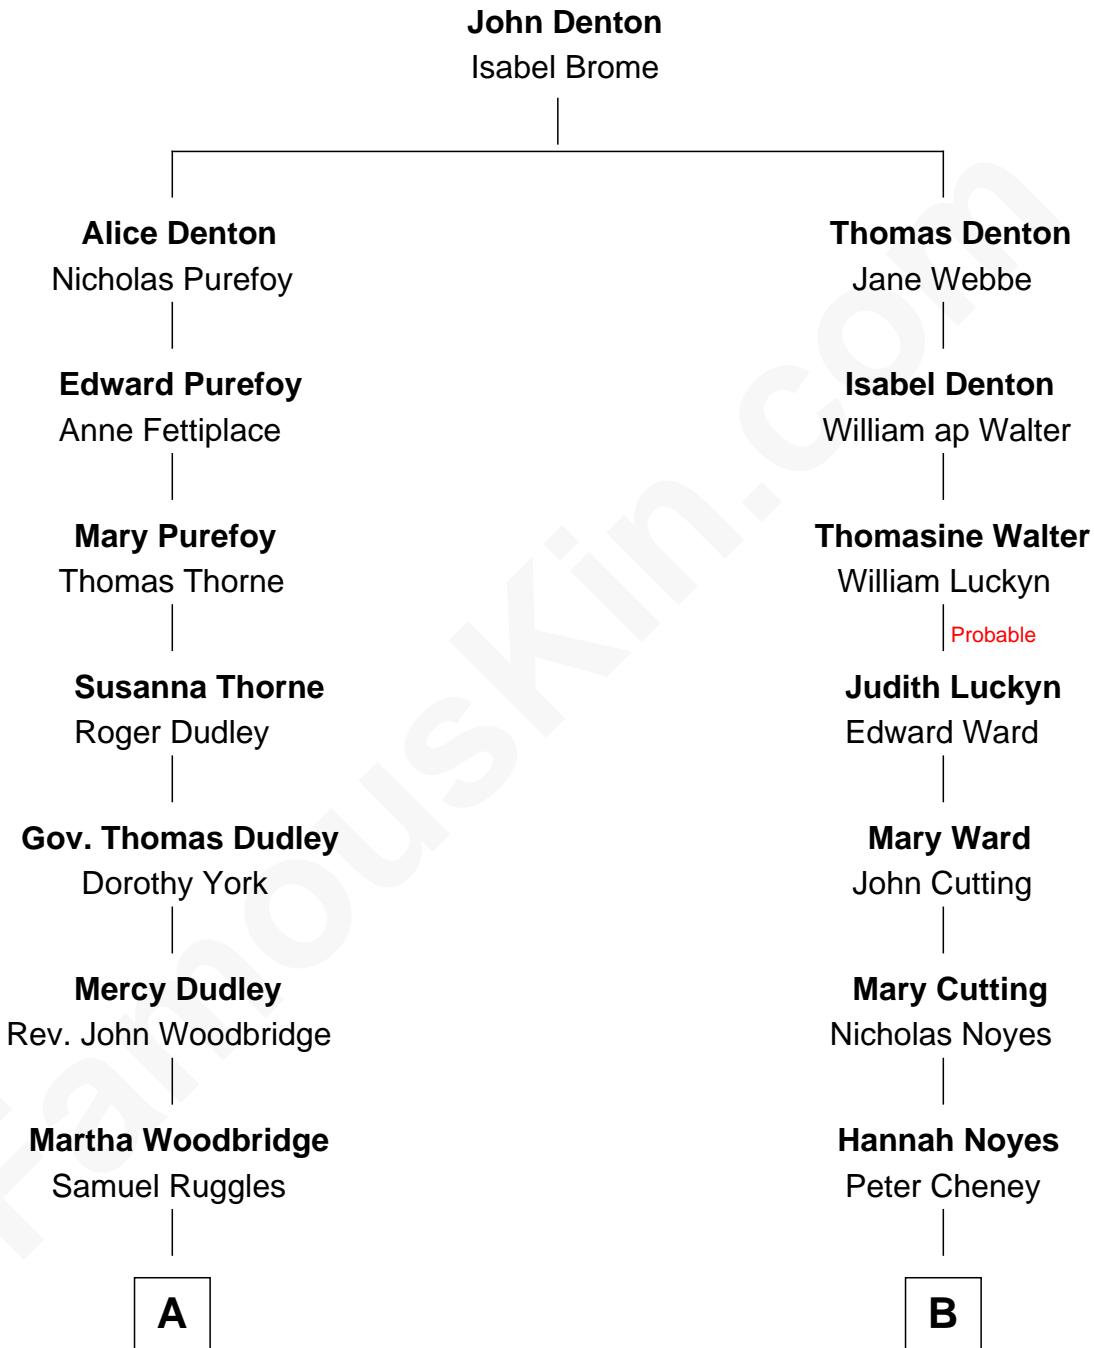 John Denton
Isabel Brome
Alice Denton
Nicholas Purefoy
Thomas Denton
Jane Webbe
Edward Purefoy
Anne Fettiplace
Isabel Denton
William ap Walter
Mary Purefoy
Thomas Thorne
Thomasine Walter
William Luckyn
Probable
Susanna Thorne
Roger Dudley
Judith Luckyn
Edward Ward
Gov. Thomas Dudley
Dorothy York
Mary Ward
John Cutting
Mercy Dudley
Rev. John Woodbridge
Mary Cutting
Nicholas Noyes
Martha Woodbridge
Samuel Ruggles
Hannah Noyes
Peter Cheney
A
B
FamousKin.com